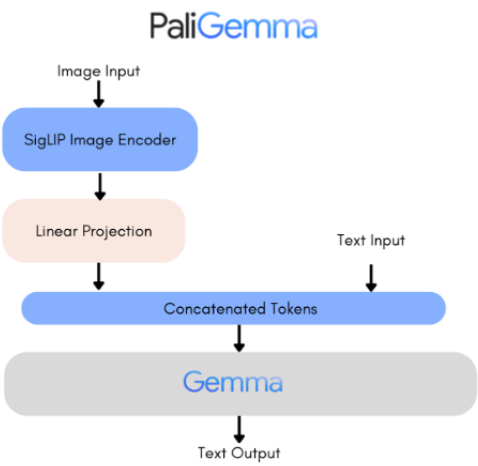 PaliGemma
Image Input
SigLIP Image Encoder
Linear Projection
Text Input
Concatenated Tokens
Gemma
Text Output